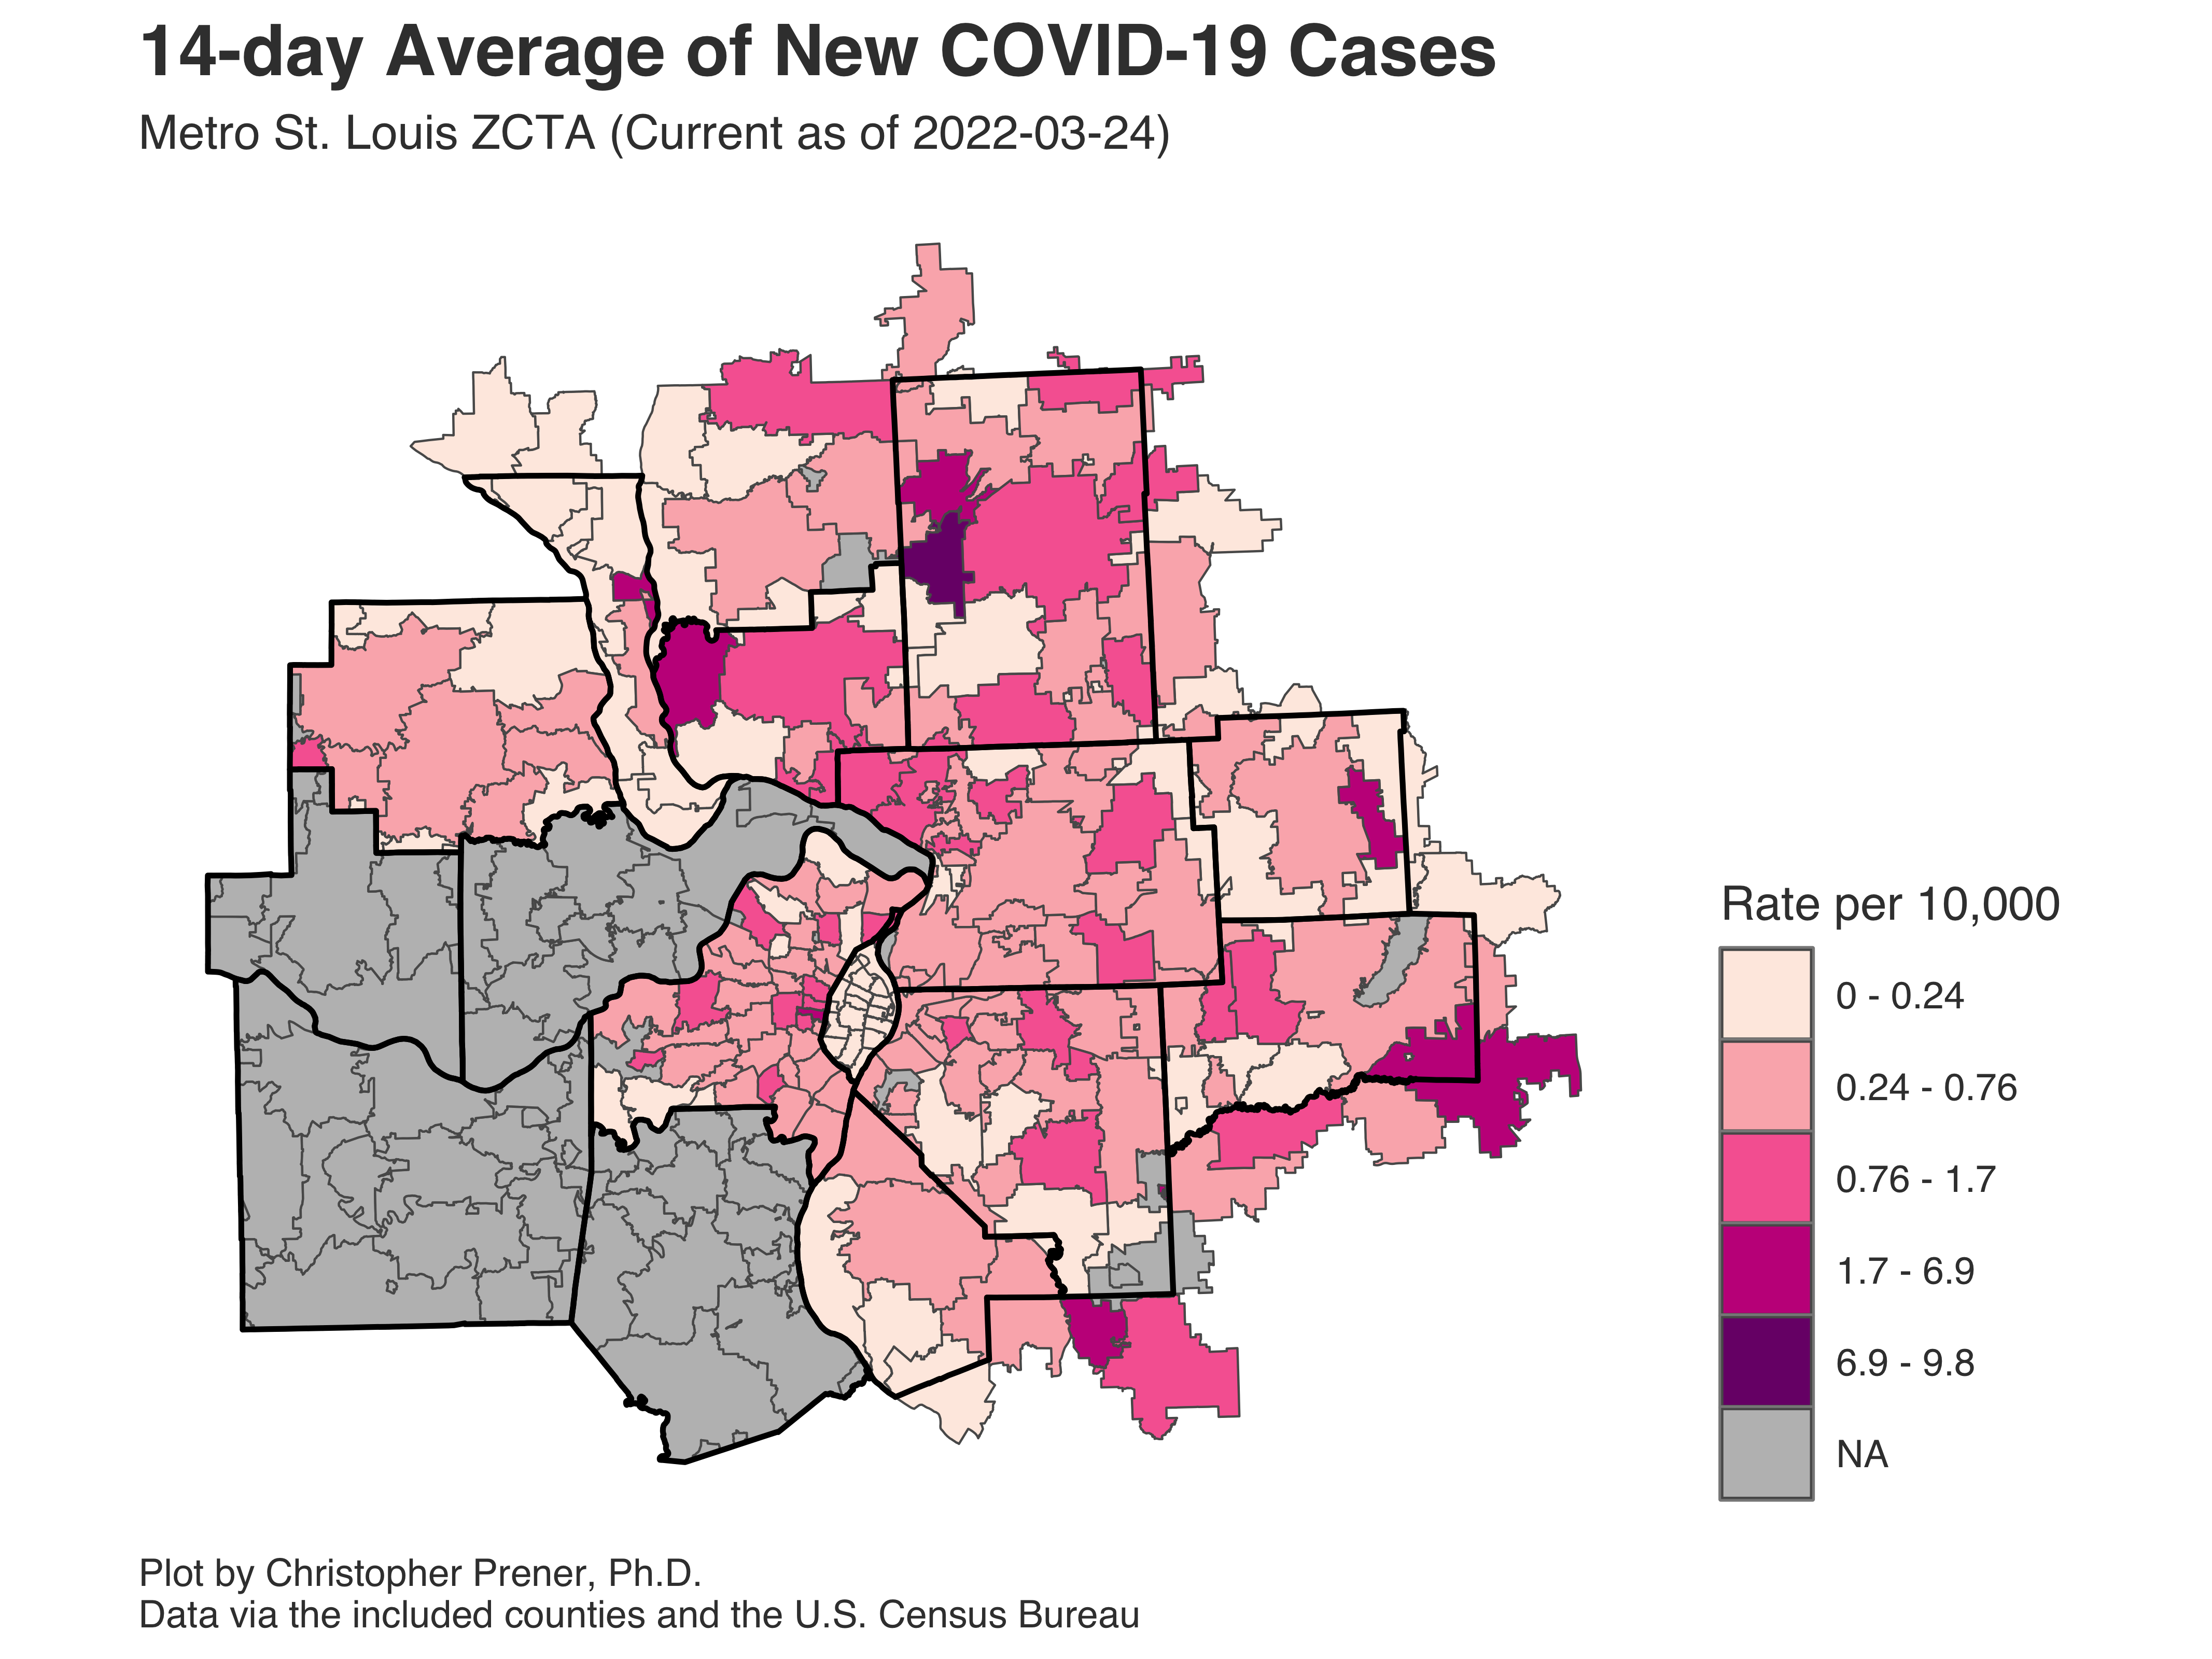 14-day Average of New COVID-19 Cases
Metro St. Louis ZCTA (Current as of 2022-03-24)
Rate per 10,000
0 - 0.24
0.24 - 0.76
0.76 - 1.7
1.7 - 6.9
6.9 - 9.8
NA
Plot by Christopher Prener, Ph.D.
Data via the included counties and the U.S. Census Bureau